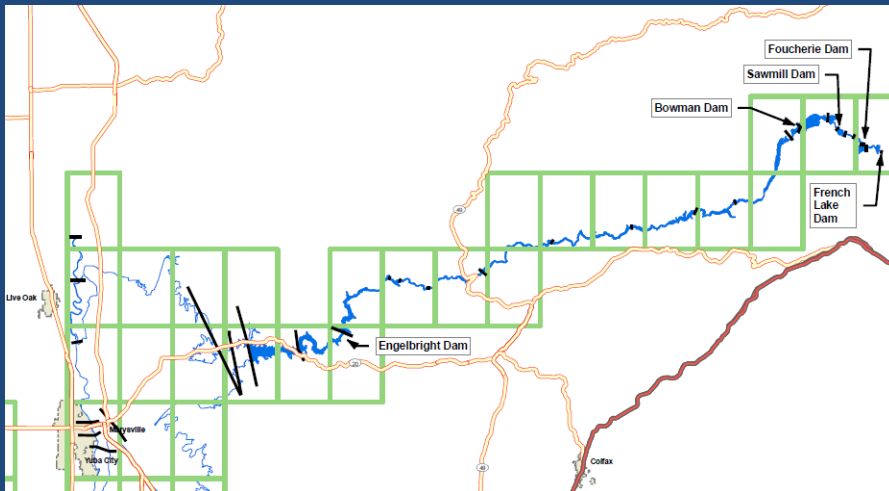 Foucherie Dam
Sawmill Dam
Bowman Dam
French
Lake
Dam
49
Live Oak
Engelbright Dam
20
Marysville
Yuba City
49
Colfax